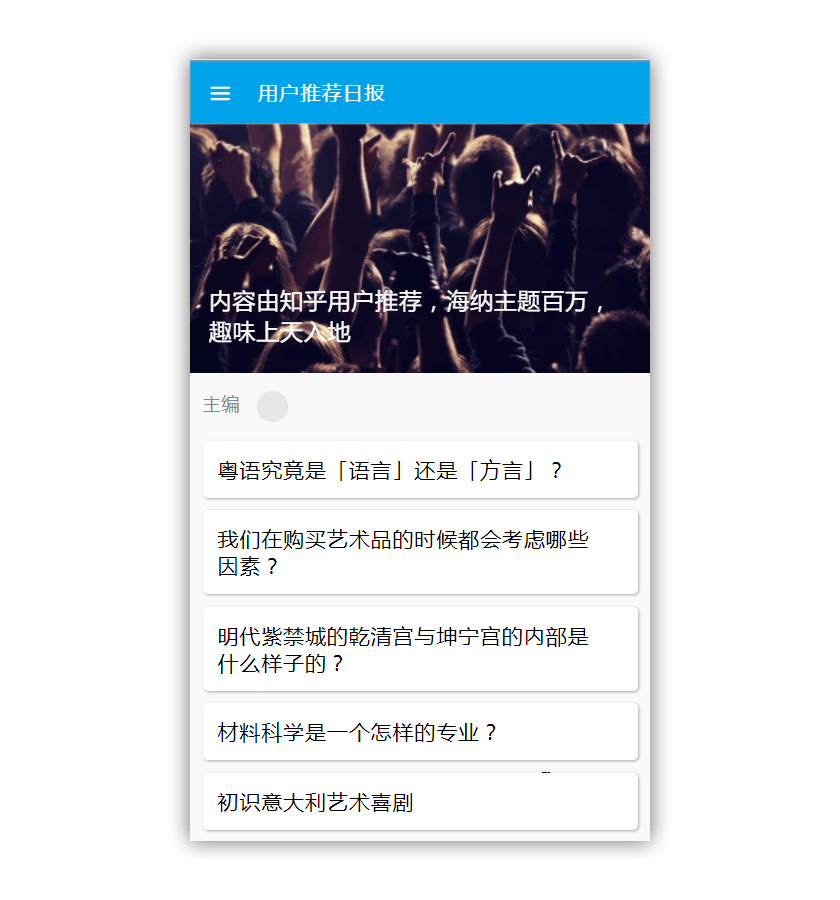 用户推荐日报
内容由知乎用户推荐，海纳主题百万，
趣味上天入地
主编
粤语究竟是「语言」还是「方言」？
我们在购买艺术品的时候都会考虑哪些
因素？
明代紫禁城的乾清宫与坤宁宫的内部是
什么样子的？
材料科学是一个怎样的专业？
初识意大利艺术喜剧